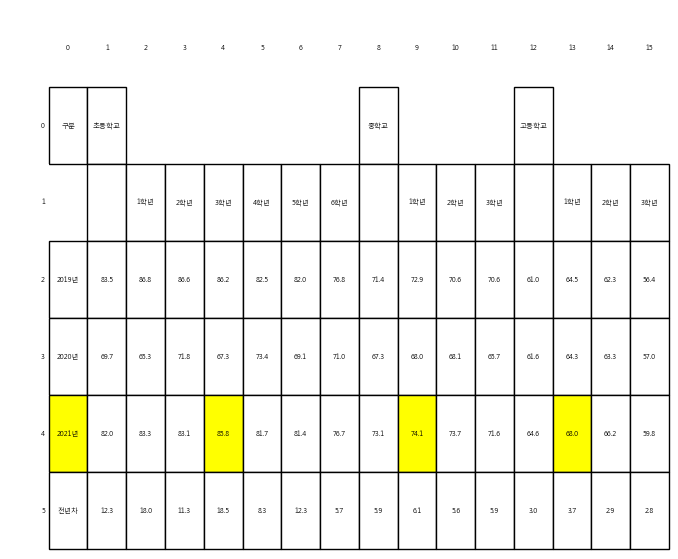 0 1 2 3 4 5 6 7 8 9 10 11 12 13 14 15
0 구분 초등학교 중학교 고등학교
1 1학년 2학년 3학년 4학년 5학년 6학년 1학년 2학년 3학년 1학년 2학년 3학년
2 2019년 83.5 86.8 86.6 86.2 82.5 82.0 76.8 71.4 72.9 70.6 70.6 61.0 64.5 62.3 56.4
3 2020년 69.7 65.3 71.8 67.3 73.4 69.1 71.0 67.3 68.0 68.1 65.7 61.6 64.3 63.3 57.0
4 2021년 82.0 83.3 83.1 85.8 81.7 81.4 76.7 73.1 74.1 73.7 71.6 64.6 68.0 66.2 59.8
5 전년차 12.3 18.0 11.3 18.5 8.3 12.3 5.7 5.9 6.1 5.6 5.9 3.0 3.7 2.9 2.8